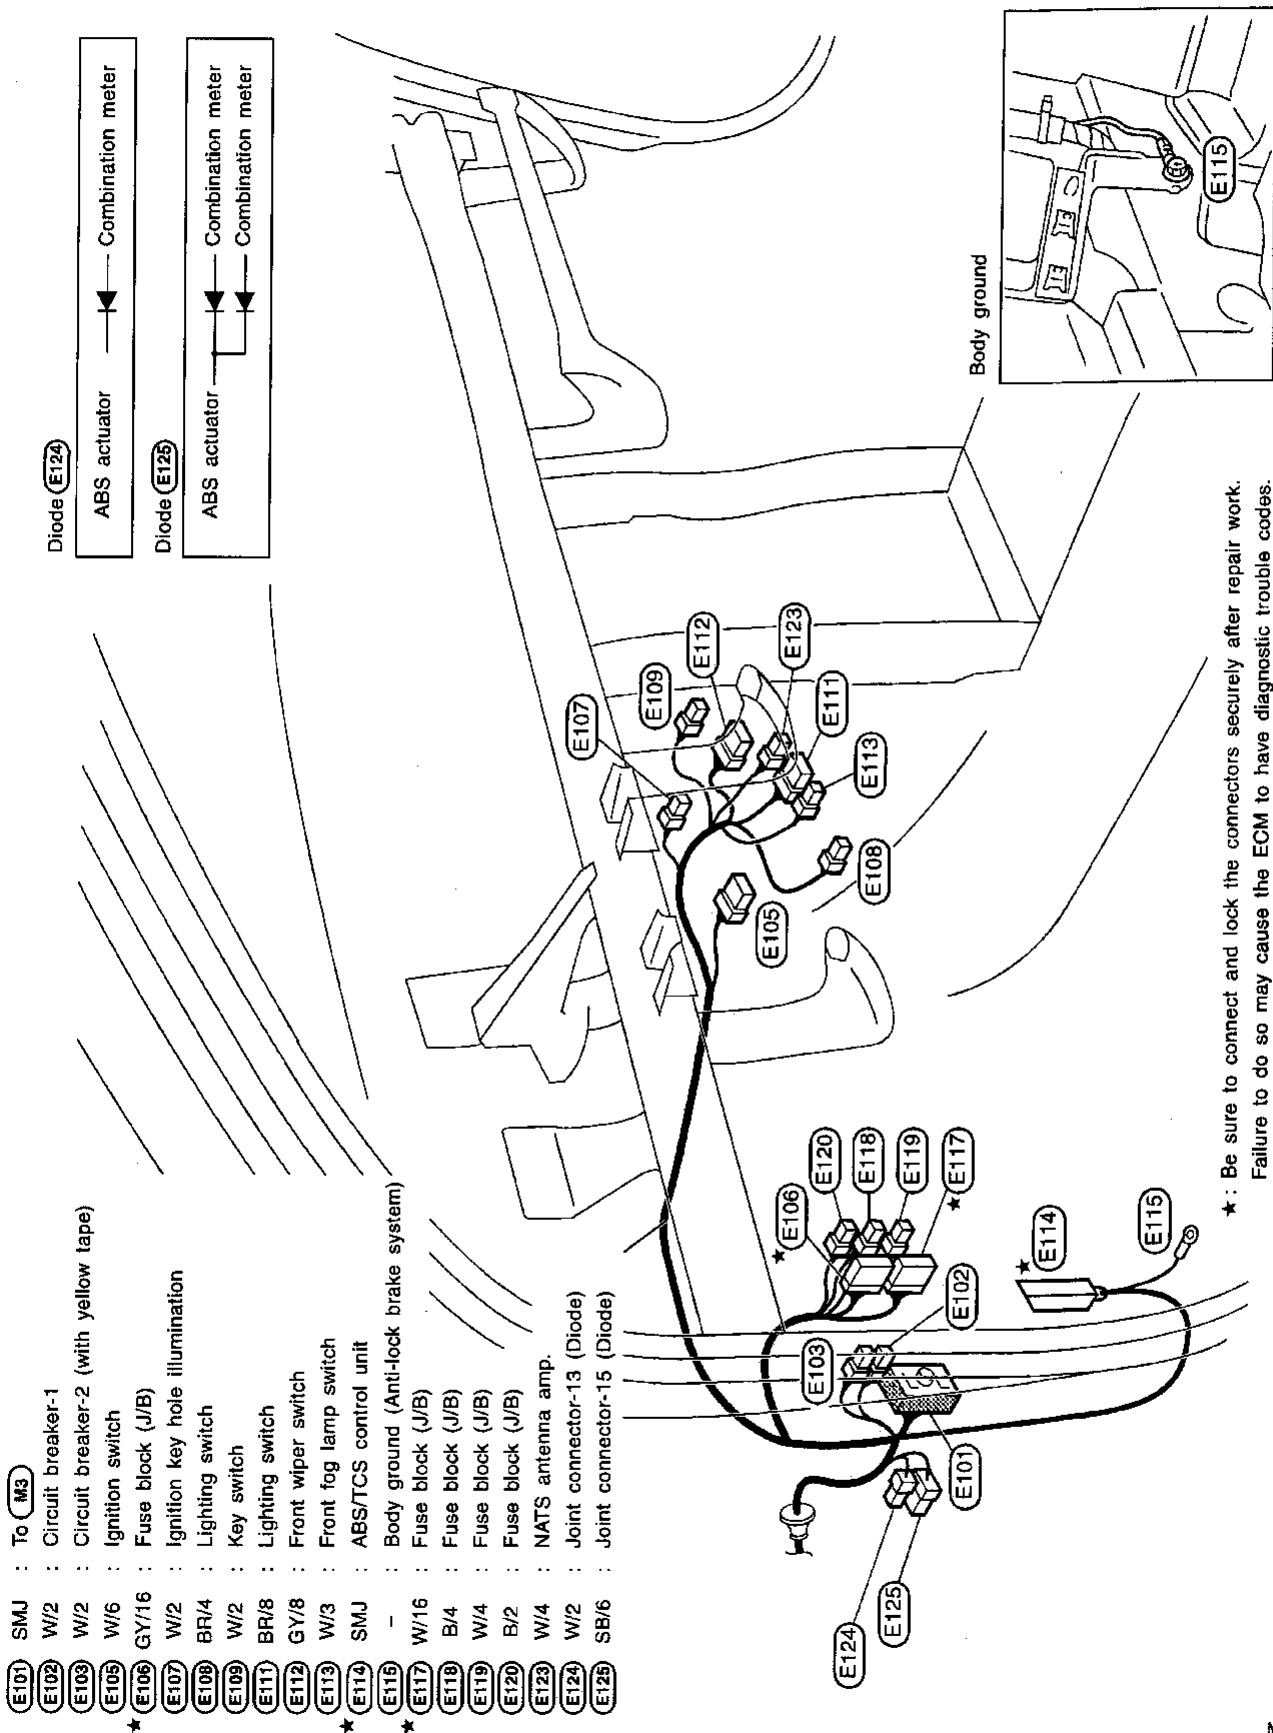 E101 SMJ : To M3
E102 W/2 : Circuit breaker-1
E103 W/2 : Circuit breaker-2 (with yellow tape)
E105 W/6 : Ignition switch
★ E106 GY/16 : Fuse block (J/B)
E107 W/2 : Ignition key hole illumination
E108 BR/4 : Lighting switch
E109 W/2 : Key switch
E111 BR/8 : Lighting switch
E112 GY/8 : Front wiper switch
E113 W/3 : Front fog lamp switch
★ E114 SMJ : ABS/TCS control unit
E115 – : Body ground (Anti-lock brake system)
★ E117 W/16 : Fuse block (J/B)
E118 B/4 : Fuse block (J/B)
E119 W/4 : Fuse block (J/B)
E120 B/2 : Fuse block (J/B)
E123 W/4 : NATS antenna amp.
E124 W/2 : Joint connector-13 (Diode)
E125 SB/6 : Joint connector-15 (Diode)
Diode E124
ABS actuator Combination meter
Diode E125
ABS actuator Combination meter
Combination meter
E107
E109
E112
E123
E111
E113
E108
E105
★ E106
E120
E118
E119
E117 ★
E103
E102
★ E114
E115
E101
E124
E125
Body ground
E115
★ : Be sure to connect and lock the connectors securely after repair work.
Failure to do so may cause the ECM to have diagnostic trouble codes.